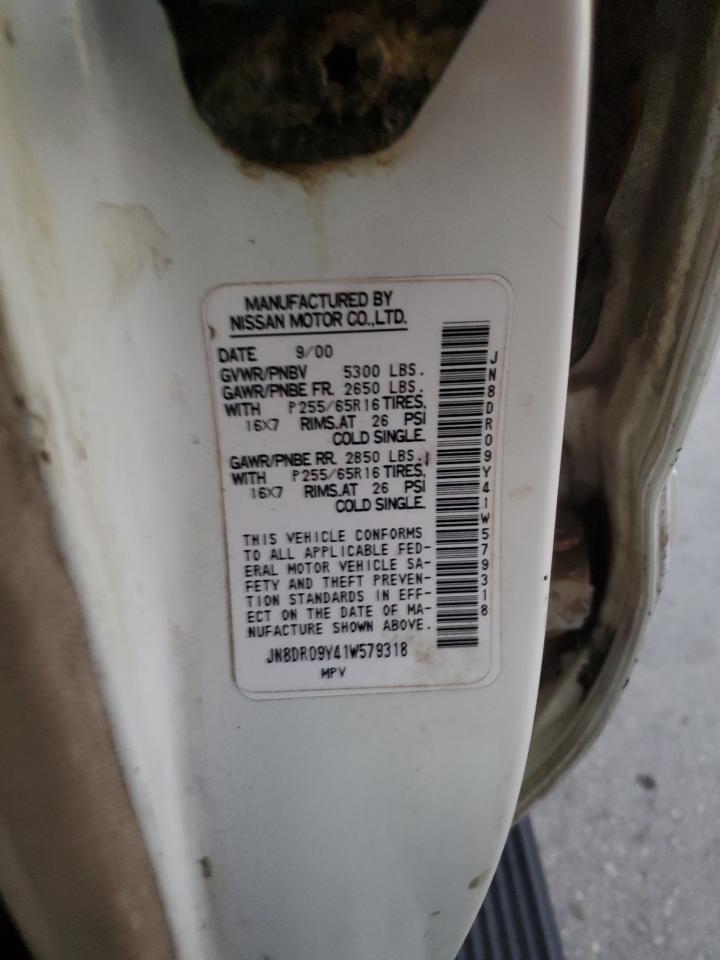 MANUFACTURED BY
NISSAN MOTOR CO.,LTD.
DATE 9/00
GVWR/PNBV 5300 LBS.
GAWR/PNBE FR. 2650 LBS.
WITH P255/65R16 TIRES,
16X7 RIMS.AT 26 PSI
COLD SINGLE.
GAWR/PNBE RR. 2850 LBS.
WITH P255/65R16 TIRES,
16X7 RIMS.AT 26 PSI
COLD SINGLE.
THIS VEHICLE CONFORMS
TO ALL APPLICABLE FED-
ERAL MOTOR VEHICLE SA-
FETY AND THEFT PREVEN-
TION STANDARDS IN EFF-
ECT ON THE DATE OF MA-
NUFACTURE SHOWN ABOVE.
JN8DR09Y41W579318
MPV
JN8DR09Y41W579318